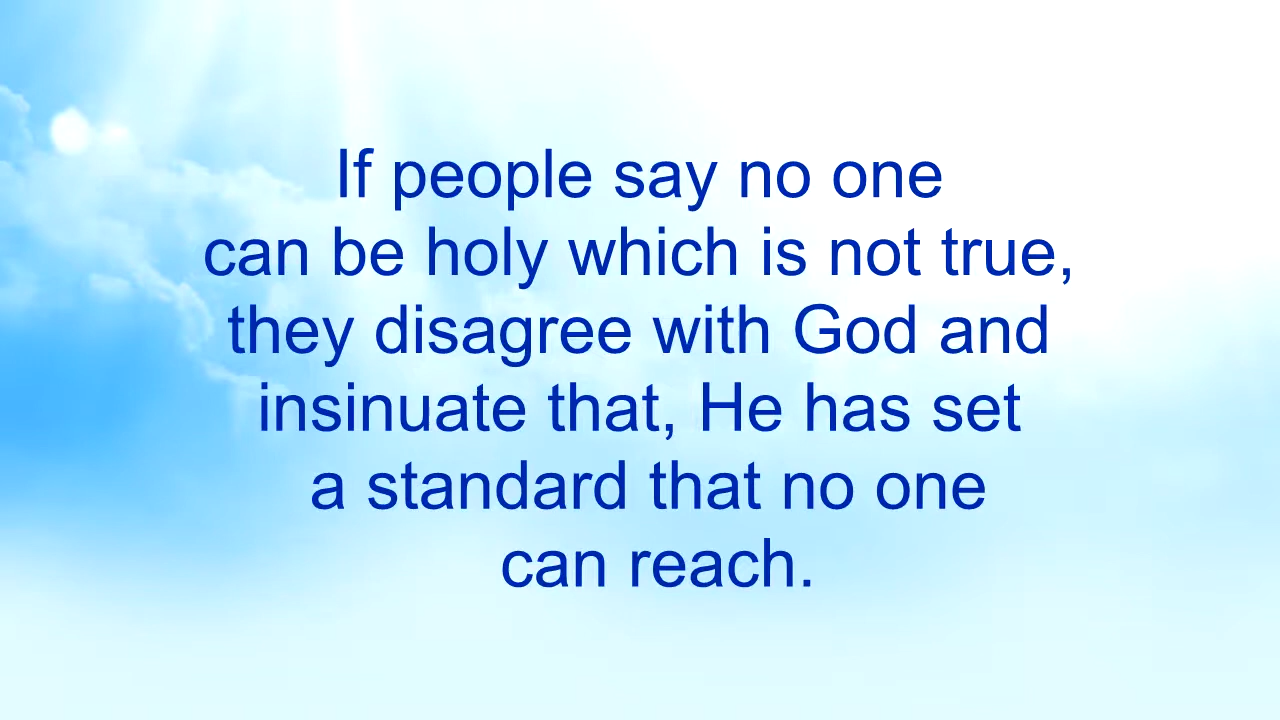 If people say no one
can be holy which is not true,
they disagree with God and
insinuate that, He has set
a standard that no one
can reach.